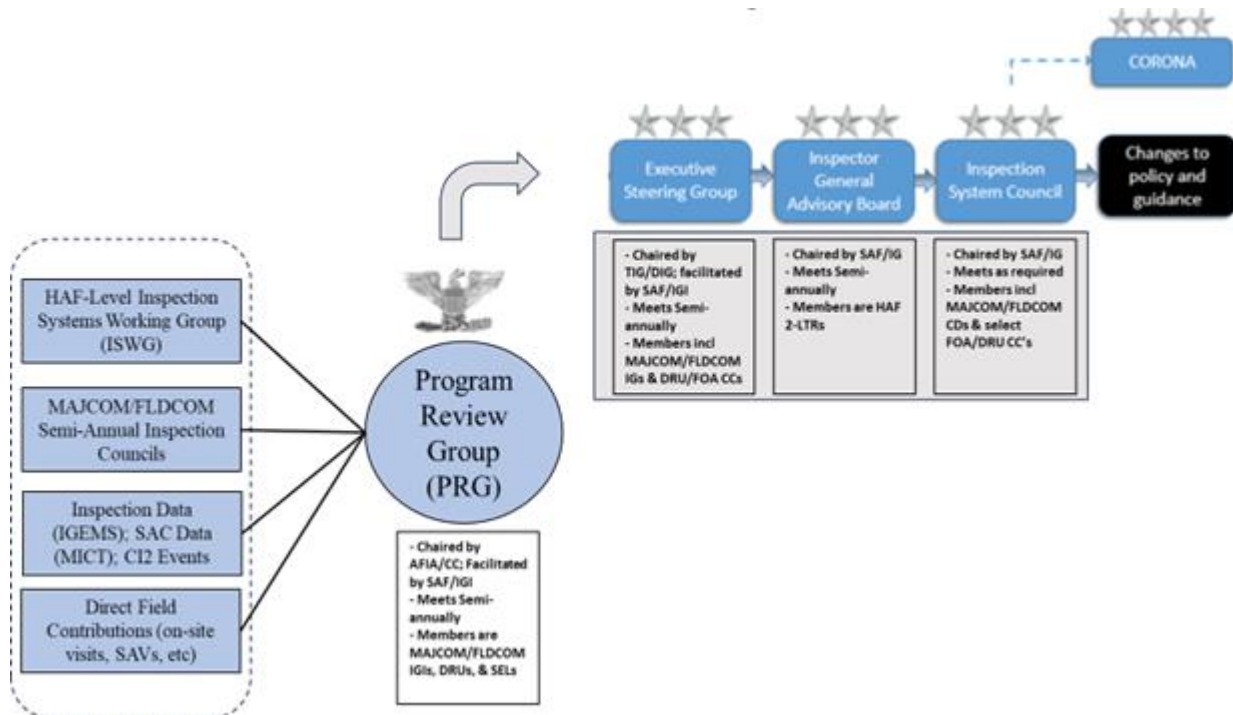 CORONA
Executive
Steering Group
Inspector
General
Advisory Board
Inspection
System Council
Changes to
policy and
guidance
- Chaired by
TIG/DIG; facilitated
by SAF/IGI
- Meets Semi-
annually
- Members incl
MAJCOM/FLDCOM
IGs & DRU/FOA CCs
- Chaired by SAF/IG
- Meets Semi-
annually
- Members are HAF
2-LTRs
- Chaired by SAF/IG
- Meets as required
- Members incl
MAJCOM/FLDCOM
CDs & select
FOA/DRU CC's
HAF-Level Inspection
Systems Working Group
(ISWG)
MAJCOM/FLDCOM
Semi-Annual Inspection
Councils
Inspection Data
(IGEMS); SAC Data
(MICT); CI2 Events
Direct Field
Contributions (on-site
visits, SAVs, etc)
Program
Review
Group
(PRG)
- Chaired by
AFIA/CC; Facilitated
by SAF/IGI
- Meets Semi-
annually
- Members are
MAJCOM/FLDCOM
IGIs, DRUs, & SELs